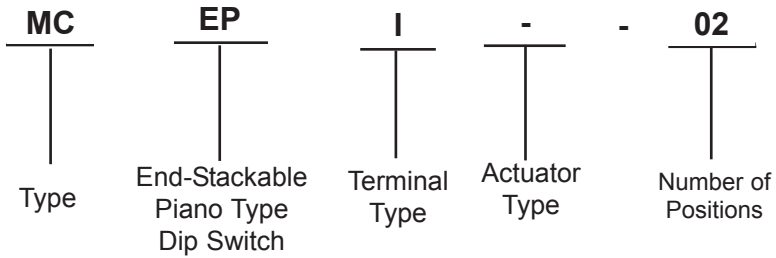 MC EP I - - 02
Type
End-Stackable
Piano Type
Dip Switch
Terminal
Type
Actuator
Type
Number of
Positions